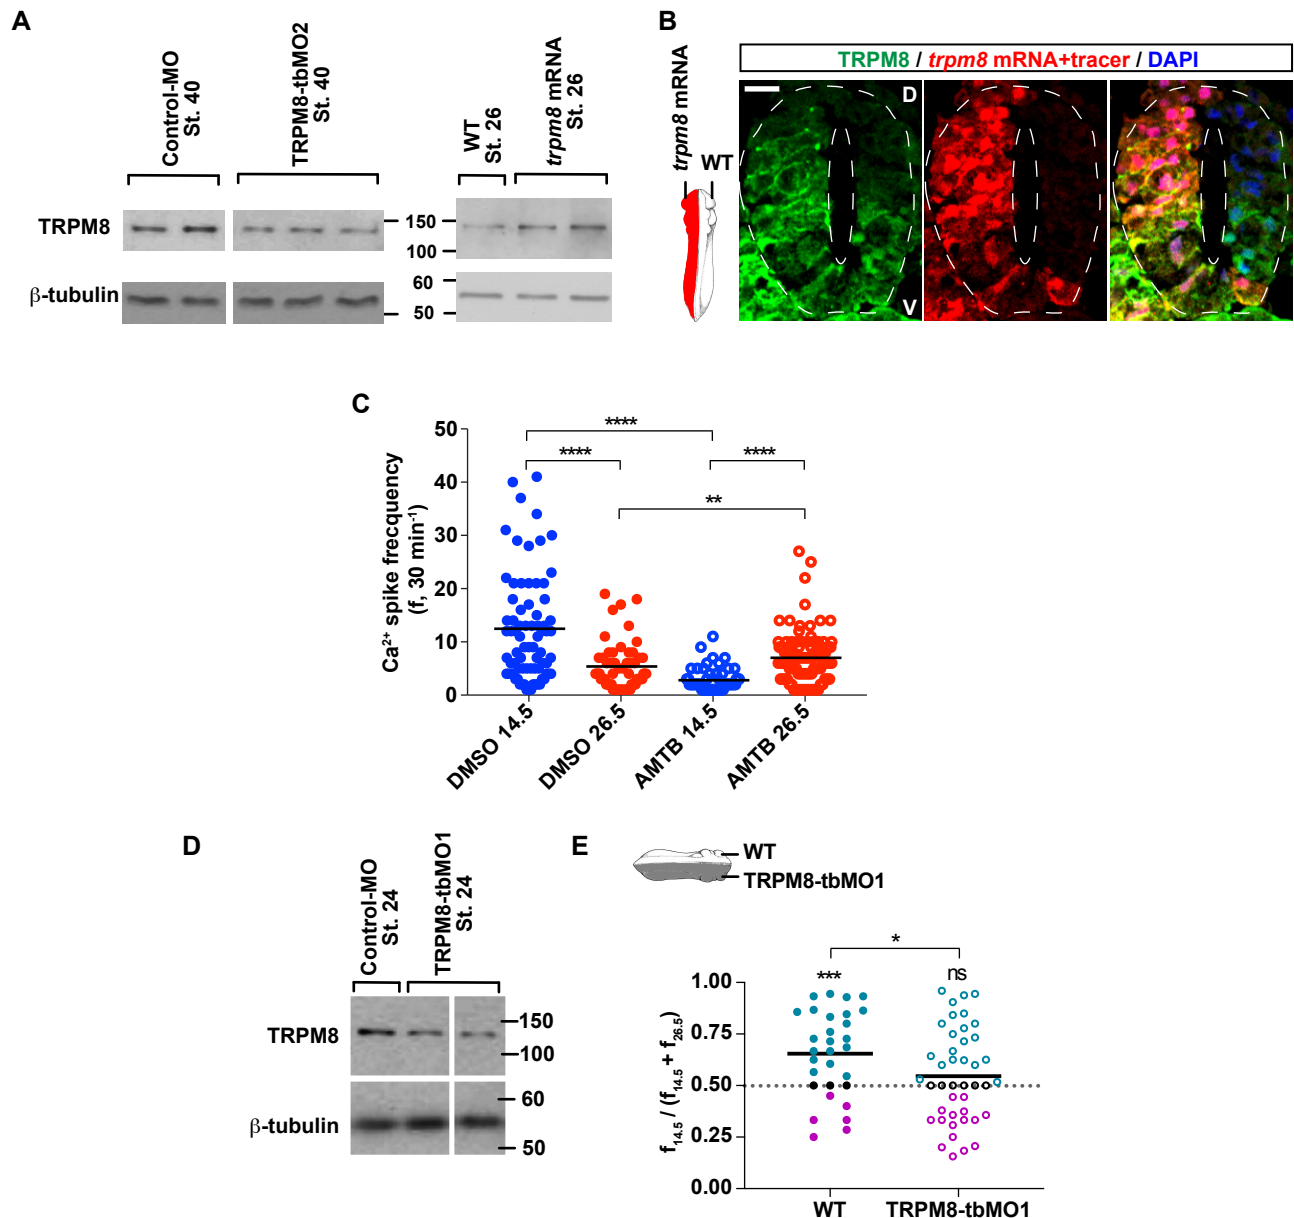 A
Control-MO
St. 40
TRPM8-tbMO2
St. 40
WT
St. 26
trpm8 mRNA
St. 26
TRPM8
150
100
β-tubulin
60
50
B
TRPM8 / trpm8 mRNA+tracer / DAPI
trpm8 mRNA
WT
D
V
C
Ca²⁺ spike frecquency
(f, 30 min⁻¹)
50
40
30
20
10
0
****
****
****
**
DMSO 14.5
DMSO 26.5
AMTB 14.5
AMTB 26.5
D
Control-MO
St. 24
TRPM8-tbMO1
St. 24
TRPM8
150
100
β-tubulin
60
50
E
WT
TRPM8-tbMO1
f₁₄.₅ / (f₁₄.₅ + f₂₆.₅)
1.00
0.75
0.50
0.25
0.00
*
***
ns
WT
TRPM8-tbMO1